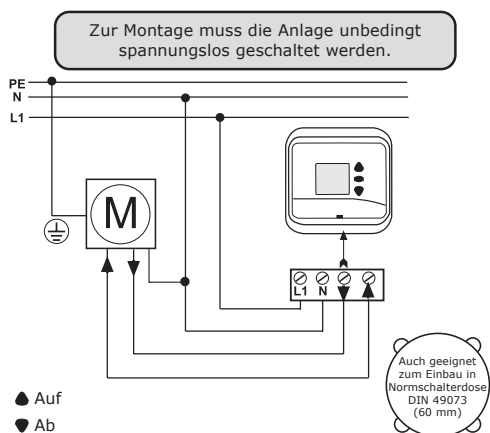 Zur Montage muss die Anlage unbedingt
spannungslos geschaltet werden.
PE
N
L1
M
L1 N
Auf
Ab
Auch geeignet
zum Einbau in
Normschalterdose
DIN 49073
(60 mm)